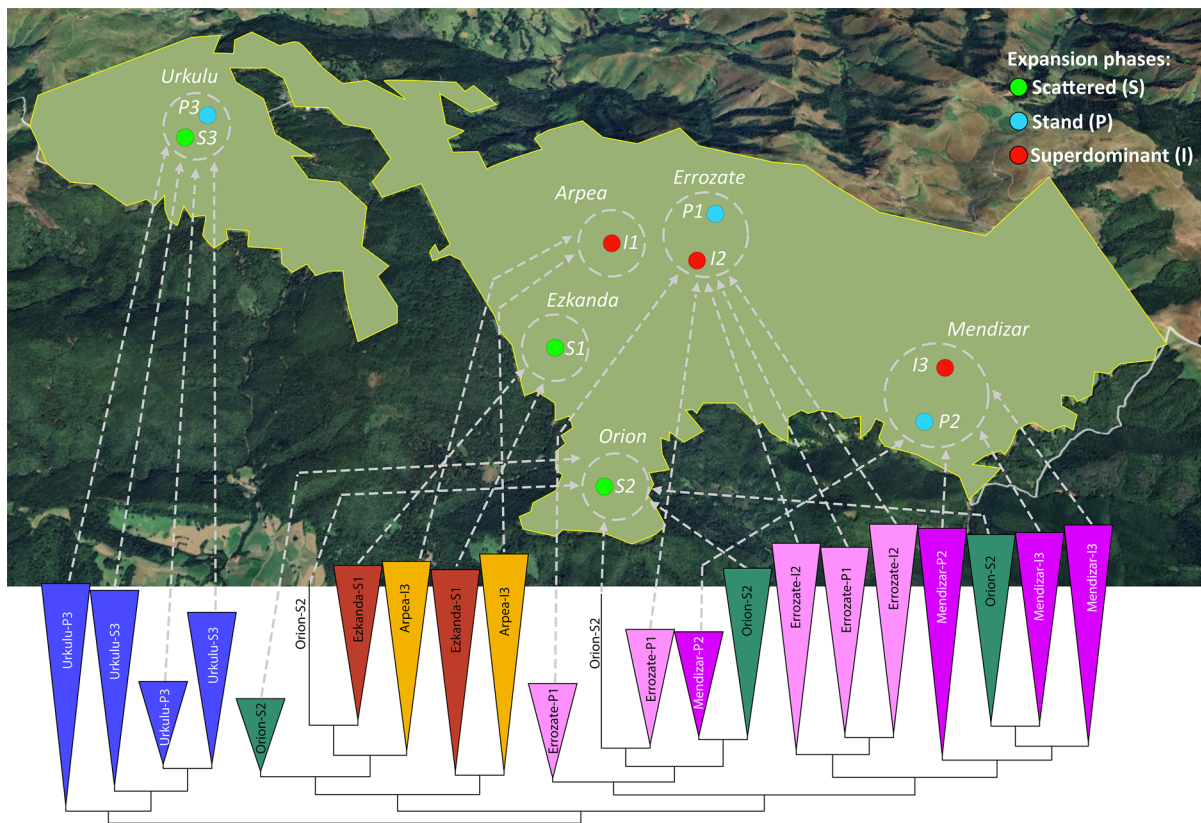 Urkulu
P3
S3
Expansion phases:
Scattered (S)
Stand (P)
Superdominant (I)
Errozate
P1
I2
Arpea
I1
Ezkanda
S1
Mendizar
I3
P2
Orion
S2
Urkulu-P3
Urkulu-S3
Urkulu-P3
Urkulu-S3
Orion-S2
Orion-S2
Ezkanda-S1
Arpea-I3
Ezkanda-S1
Arpea-I3
Errozate-P1
Orion-S2
Errozate-P1
Mendizar-P2
Orion-S2
Errozate-I2
Errozate-P1
Errozate-I2
Mendizar-P2
Orion-S2
Mendizar-I3
Mendizar-I3